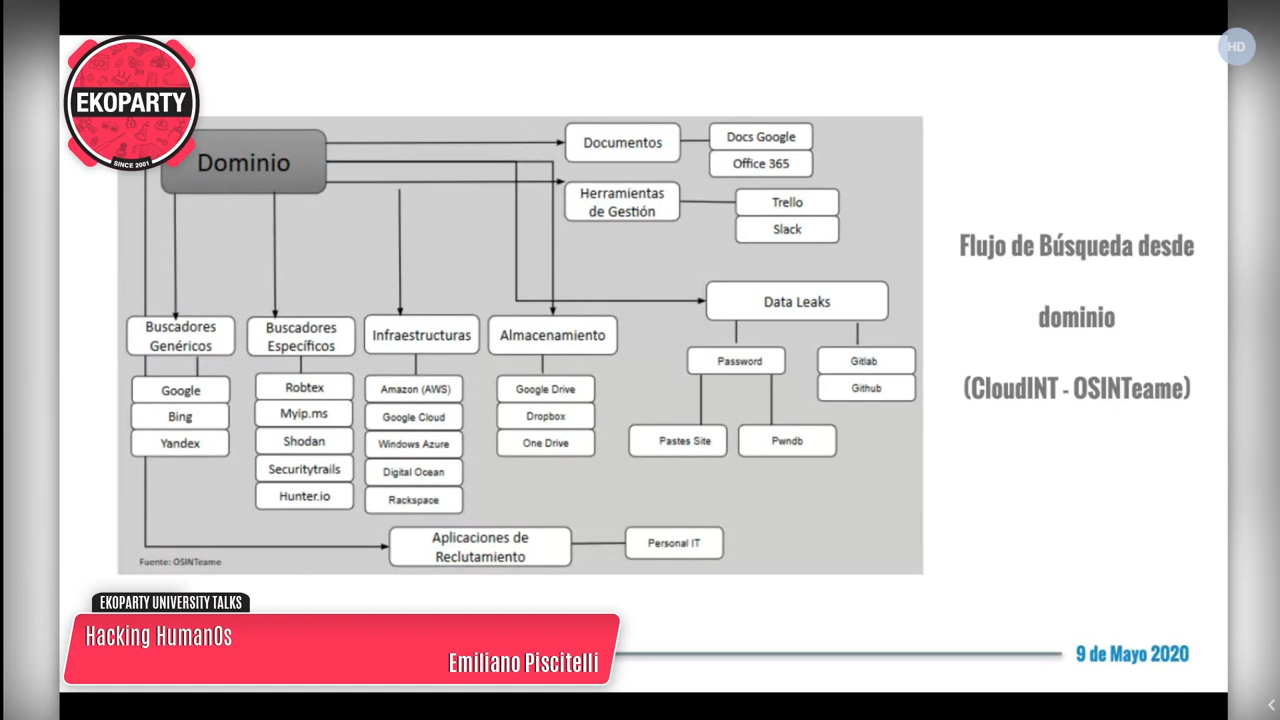 HD
EKOPARTY
SINCE 2001
Dominio
Documentos
Docs Google
Office 365
Herramientas
de Gestión
Trello
Slack
Flujo de Búsqueda desde
dominio
(CloudINT - OSINTeame)
Data Leaks
Password
Gitlab
Github
Pastes Site
Pwndb
Buscadores
Genéricos
Google
Bing
Yandex
Buscadores
Específicos
Robtex
Myip.ms
Shodan
Securitytrails
Hunter.io
Infraestructuras
Amazon (AWS)
Google Cloud
Windows Azure
Digital Ocean
Rackspace
Almacenamiento
Google Drive
Dropbox
One Drive
Aplicaciones de
Reclutamiento
Personal IT
Fuente: OSINTeame
EKOPARTY UNIVERSITY TALKS
Hacking Human0s
Emiliano Piscitelli
9 de Mayo 2020